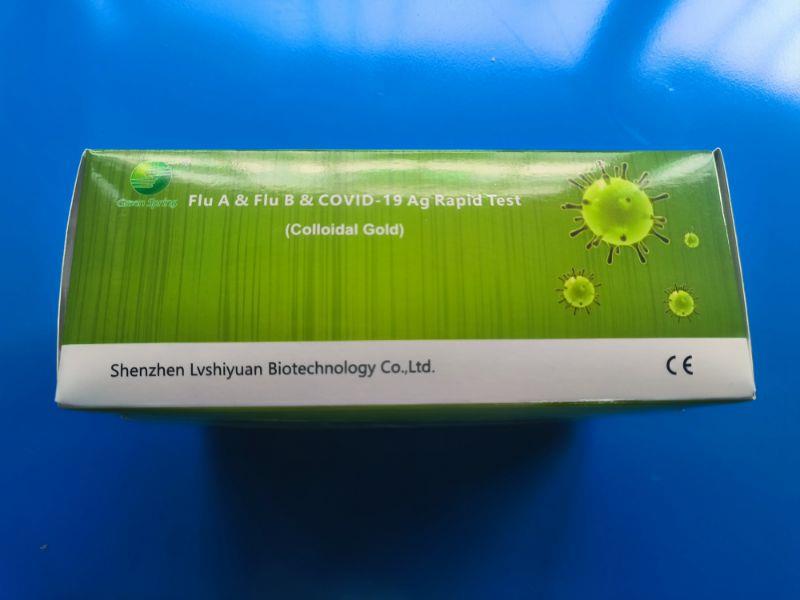 Green Spring
Flu A & Flu B & COVID-19 Ag Rapid Test
(Colloidal Gold)
Shenzhen Lvshiyuan Biotechnology Co.,Ltd.
CE